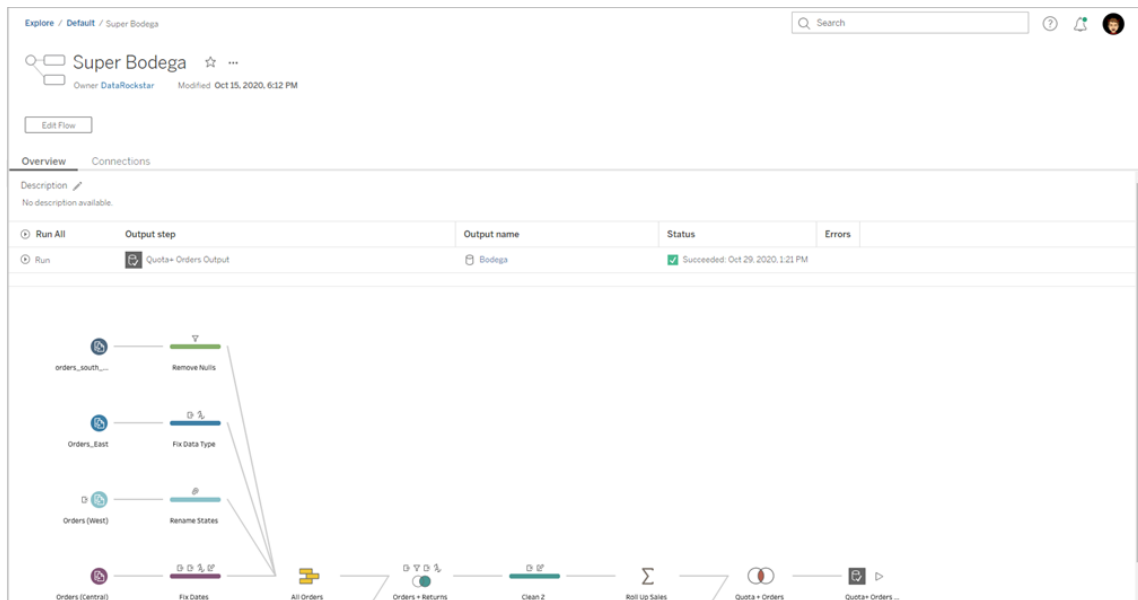 Explore / Default / Super Bodega
Search
Super Bodega
Owner DataRockstar Modified Oct 15, 2020, 6:12 PM
Edit Flow
Overview Connections
Description
No description available.
Run All Output step Output name Status Errors
Run Quota+ Orders Output Bodega Succeeded: Oct 29, 2020, 1:21 PM
orders_south_... Remove Nulls
Orders_East Fix Data Type
Orders (West) Rename States
Orders (Central) Fix Dates All Orders Orders + Returns Clean 2 Roll Up Sales Quota + Orders Quota+ Orders ...